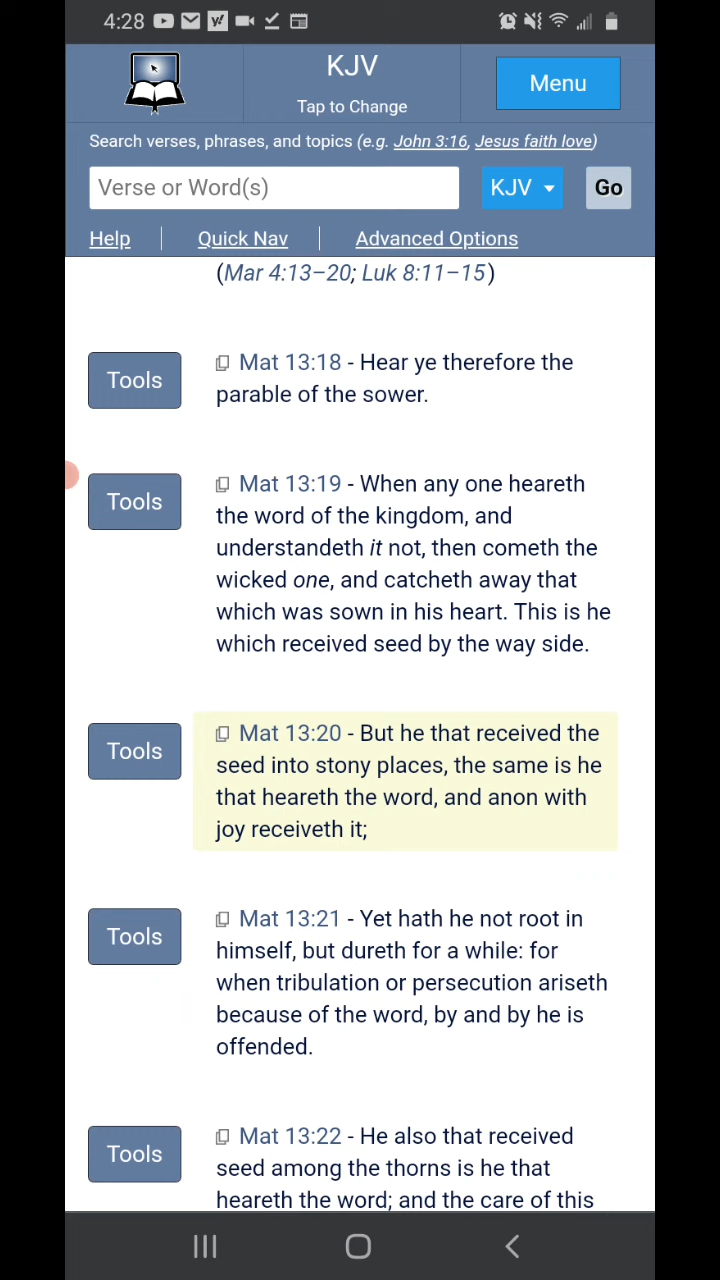 4:28
KJV
Tap to Change
Menu
Search verses, phrases, and topics (e.g. John 3:16, Jesus faith love)
Verse or Word(s)
KJV
Go
Help
Quick Nav
Advanced Options
(Mar 4:13–20; Luk 8:11–15)
Tools
Mat 13:18 - Hear ye therefore the
parable of the sower.
Tools
Mat 13:19 - When any one heareth
the word of the kingdom, and
understandeth it not, then cometh the
wicked one, and catcheth away that
which was sown in his heart. This is he
which received seed by the way side.
Tools
Mat 13:20 - But he that received the
seed into stony places, the same is he
that heareth the word, and anon with
joy receiveth it;
Tools
Mat 13:21 - Yet hath he not root in
himself, but dureth for a while: for
when tribulation or persecution ariseth
because of the word, by and by he is
offended.
Tools
Mat 13:22 - He also that received
seed among the thorns is he that
heareth the word; and the care of this